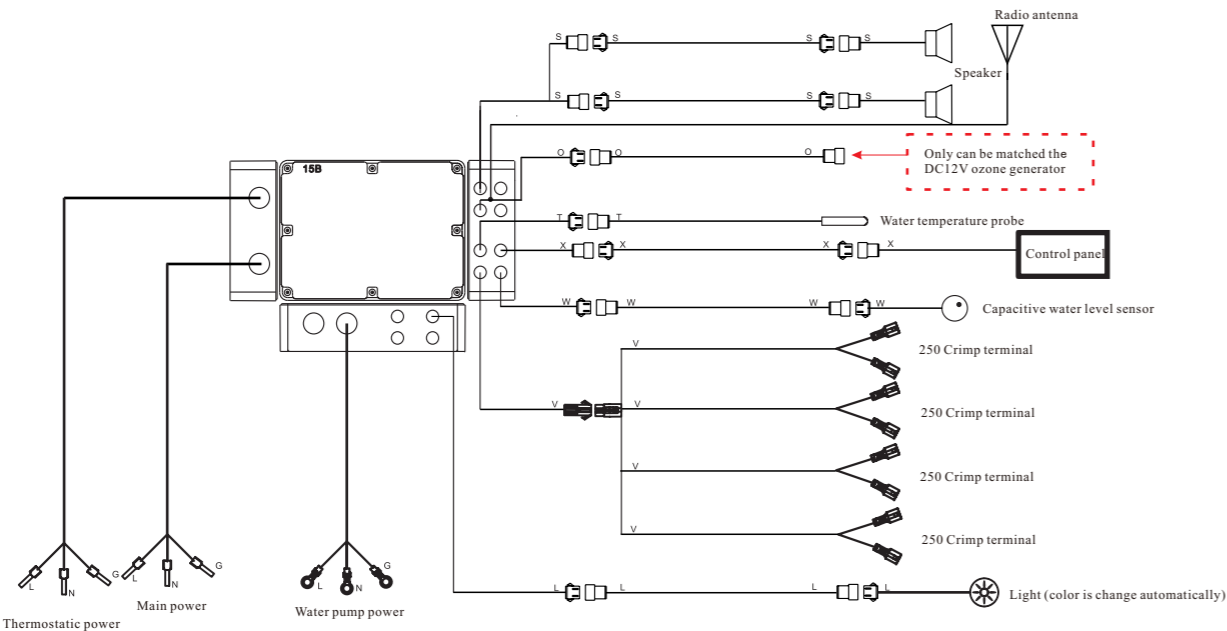 Radio antenna
S
S
S
S
Speaker
S
S
S
S
O
O
O
Only can be matched the
DC12V ozone generator
15B
T
T
Water temperature probe
X
X
X
X
Control panel
W
W
W
W
Capacitive water level sensor
V
250 Crimp terminal
V
V
250 Crimp terminal
V
250 Crimp terminal
V
250 Crimp terminal
L
N
G
Thermostatic power
L
N
G
Main power
L
N
G
Water pump power
L
L
L
L
Light (color is change automatically)